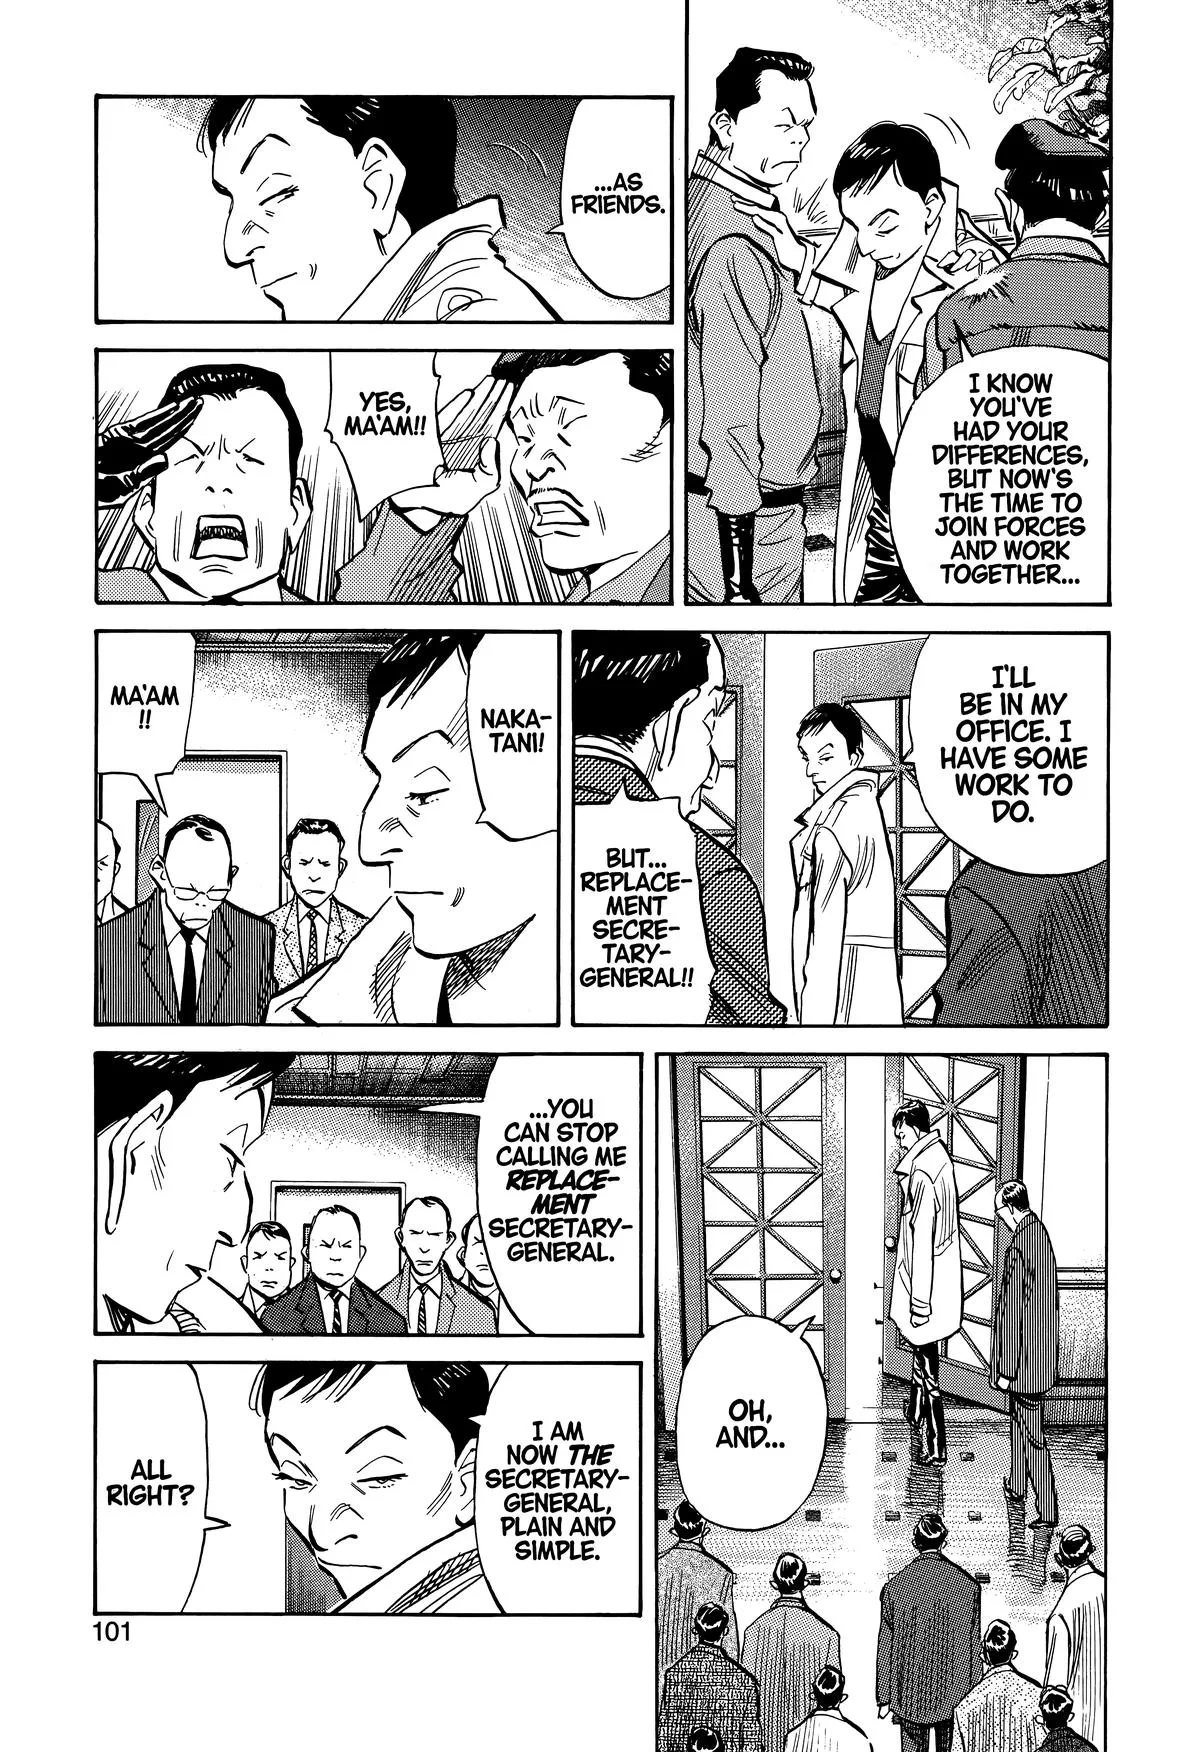 I KNOW
YOU'VE
HAD YOUR
DIFFERENCES,
BUT NOW'S
THE TIME TO
JOIN FORCES
AND WORK
TOGETHER...
...AS
FRIENDS.
YES,
MA'AM!!
I'LL
BE IN MY
OFFICE. I
HAVE SOME
WORK TO
DO.
BUT...
REPLACE-
MENT
SECRE-
TARY-
GENERAL!!
NAKA-
TANI!
MA'AM
!!
OH,
AND...
...YOU
CAN STOP
CALLING ME
REPLACE-
MENT
SECRETARY-
GENERAL.
I AM
NOW THE
SECRETARY-
GENERAL,
PLAIN AND
SIMPLE.
ALL
RIGHT?
101